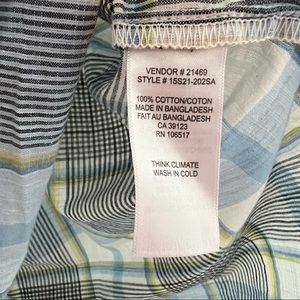 VENDOR # 21469
STYLE # 15S21-202SA
100% COTTON/COTON
MADE IN BANGLADESH
FAIT AU BANGLADESH
CA 39123
RN 106517
THINK CLIMATE
WASH IN COLD